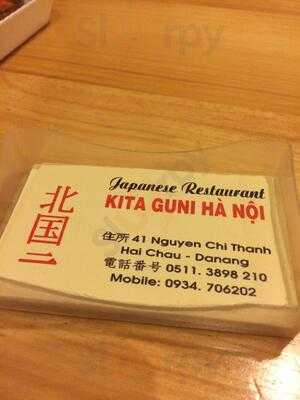 Japanese Restaurant
KITA GUNI HÀ NỘI
北国二
住所 41 Nguyen Chi Thanh
Hai Chau - Danang
電話番号 0511. 3898 210
Mobile: 0934. 706202
Sluurpy